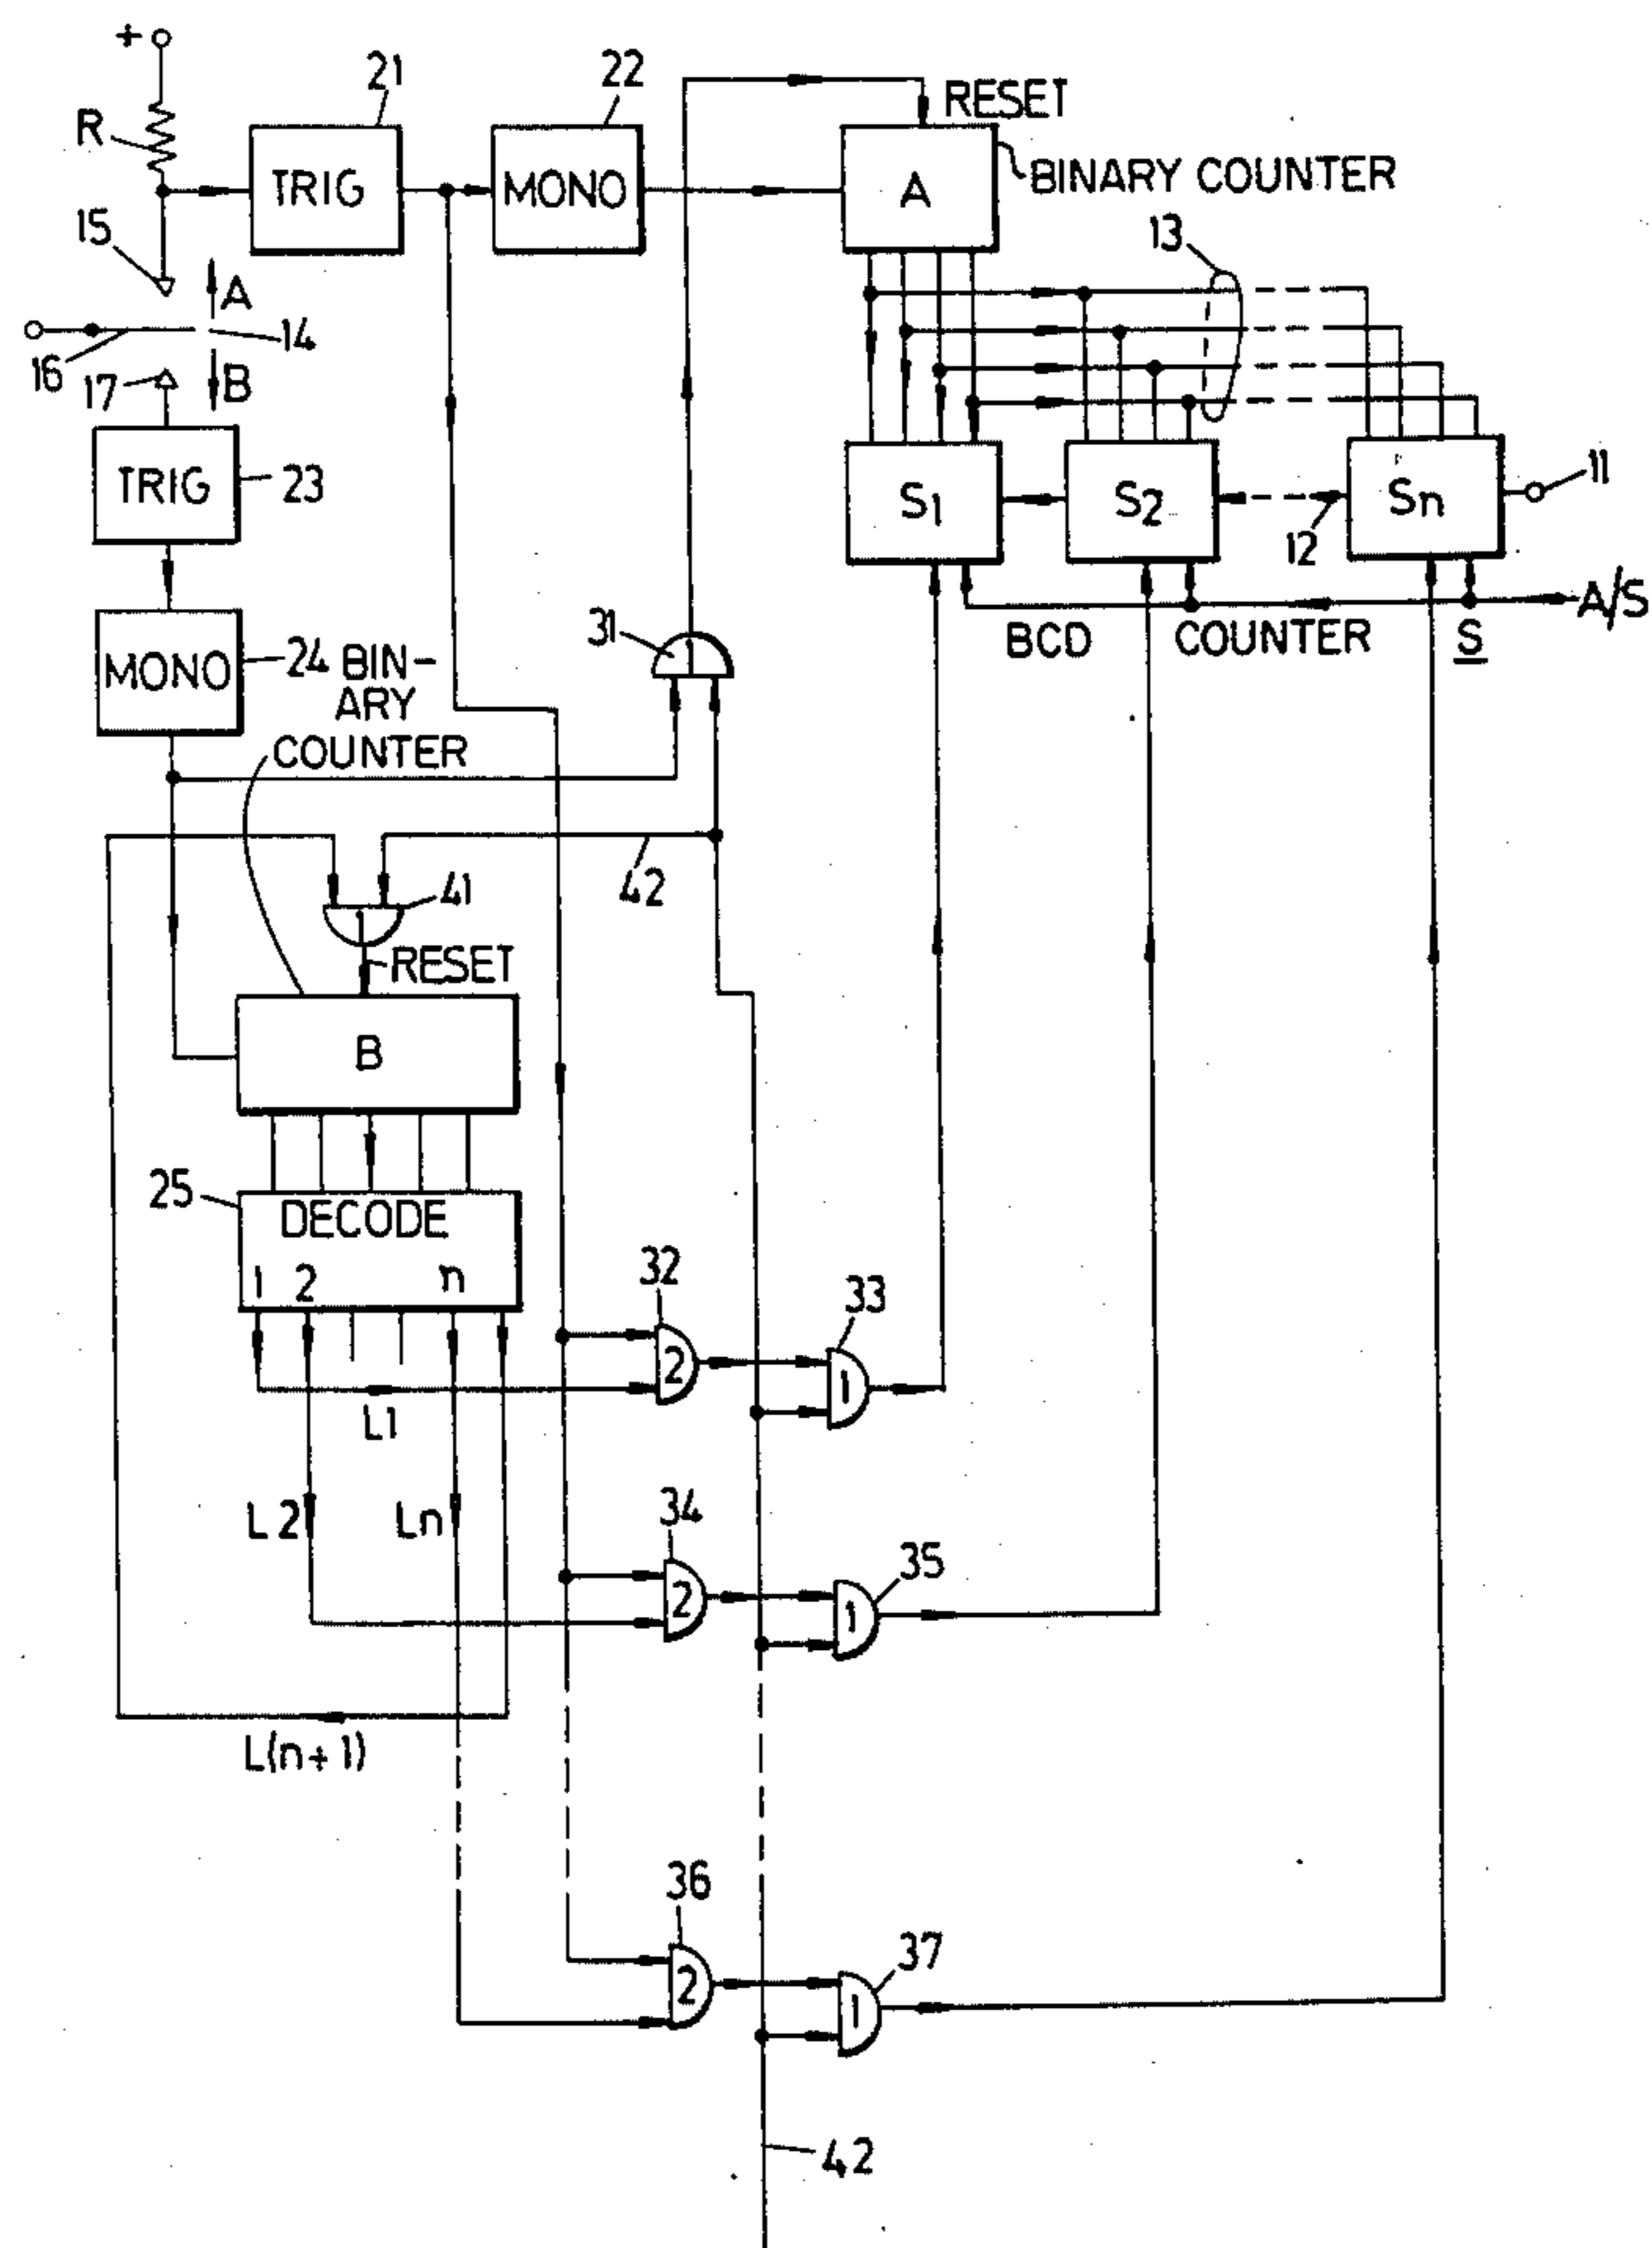 +
R
21
22
RESET
TRIG
MONO
A
BINARY COUNTER
15
A
14
16
17
B
13
TRIG
23
S1
S2
Sn
11
12
A/S
BCD COUNTER S
MONO
24
BIN-
ARY
COUNTER
31
1
42
41
1
RESET
B
25
DECODE
1 2 n
32
2
33
1
L1
L2
Ln
34
2
35
1
L(n+1)
36
2
37
1
42